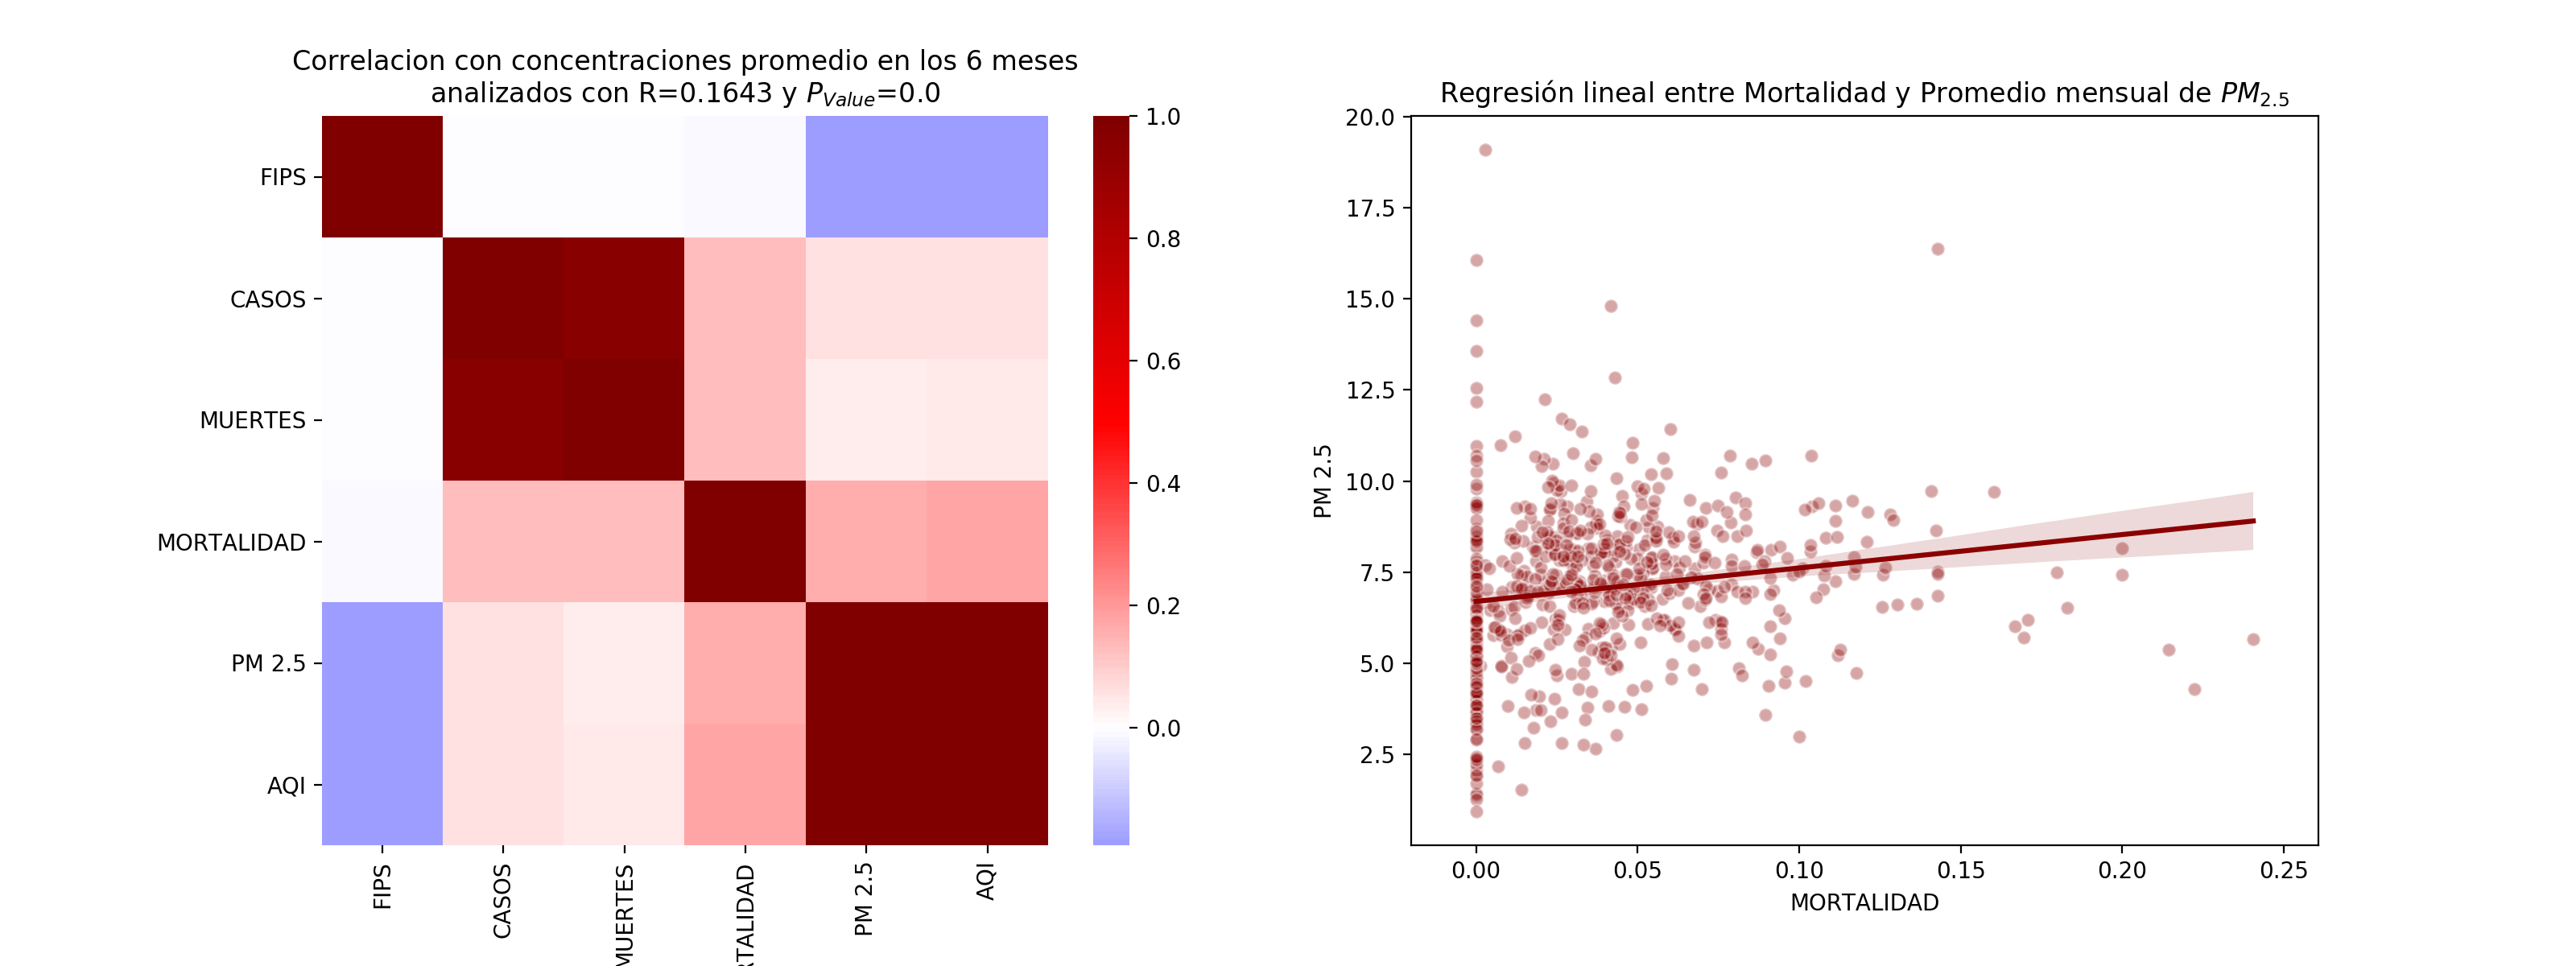 Correlacion con concentraciones promedio en los 6 meses
analizados con R=0.1643 y P_Value=0.0
FIPS
CASOS
MUERTES
MORTALIDAD
PM 2.5
AQI
FIPS
CASOS
MUERTES
RTALIDAD
PM 2.5
AQI
1.0
0.8
0.6
0.4
0.2
0.0
Regresión lineal entre Mortalidad y Promedio mensual de PM_2.5
PM 2.5
20.0
17.5
15.0
12.5
10.0
7.5
5.0
2.5
0.00 0.05 0.10 0.15 0.20 0.25
MORTALIDAD